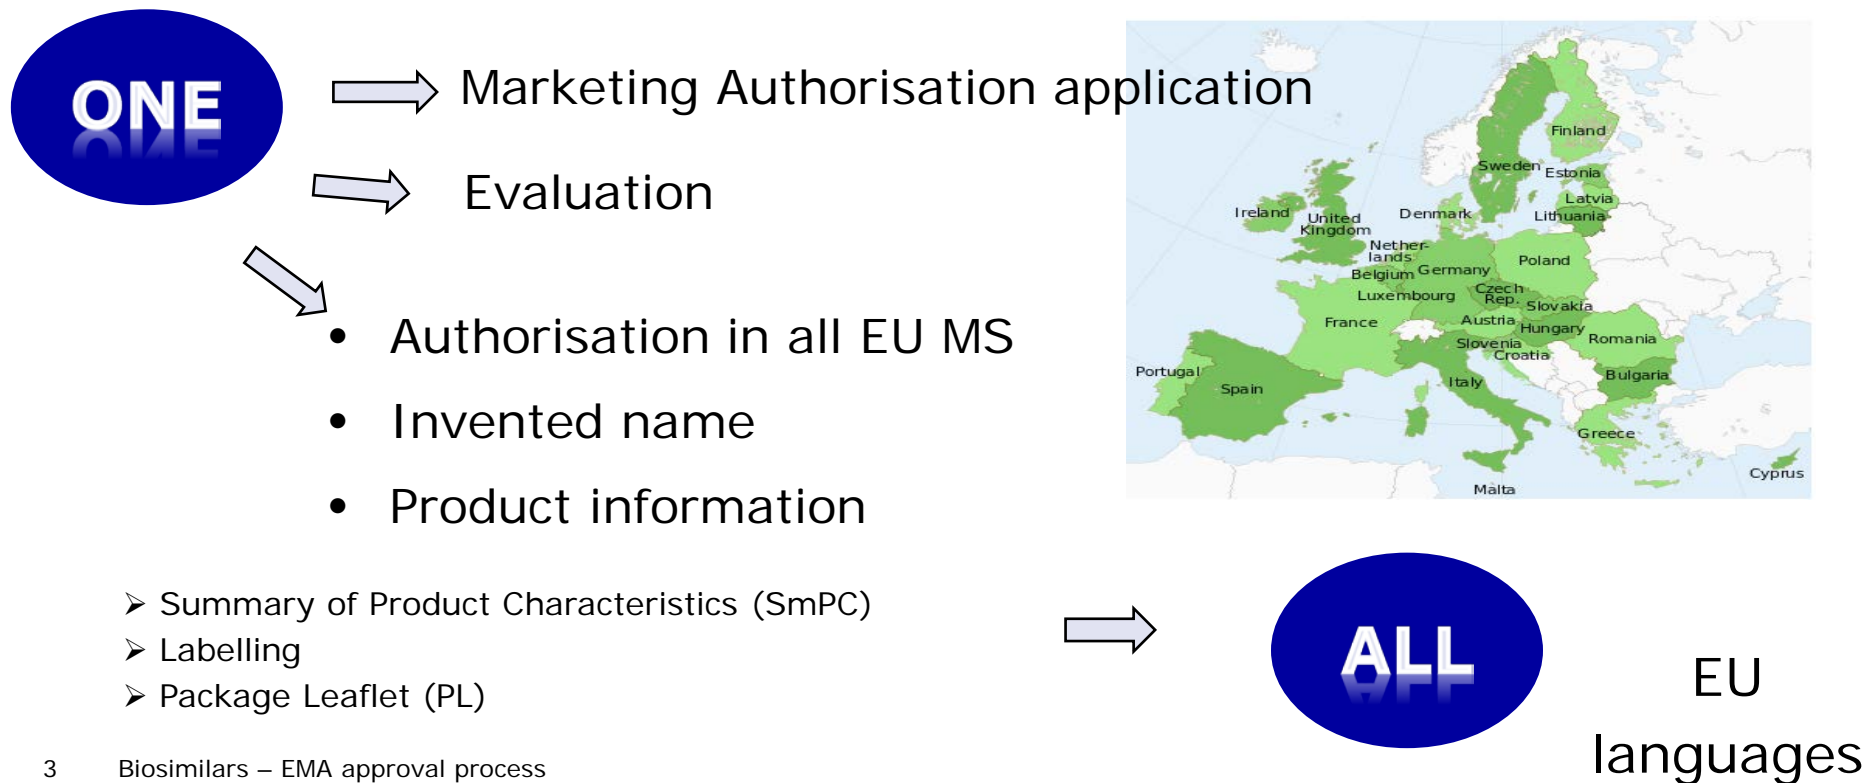 ONE
Marketing Authorisation application
Evaluation
• Authorisation in all EU MS
• Invented name
• Product information
Finland
Sweden
Estonia
Latvia
Lithuania
Ireland
United
Kingdom
Denmark
Nether-
lands
Belgium
Germany
Poland
Luxembourg
Czech
Rep.
Slovakia
France
Austria
Hungary
Romania
Slovenia
Croatia
Portugal
Spain
Italy
Bulgaria
Greece
Malta
Cyprus
➢ Summary of Product Characteristics (SmPC)
➢ Labelling
➢ Package Leaflet (PL)
ALL
EU
languages
3 Biosimilars – EMA approval process